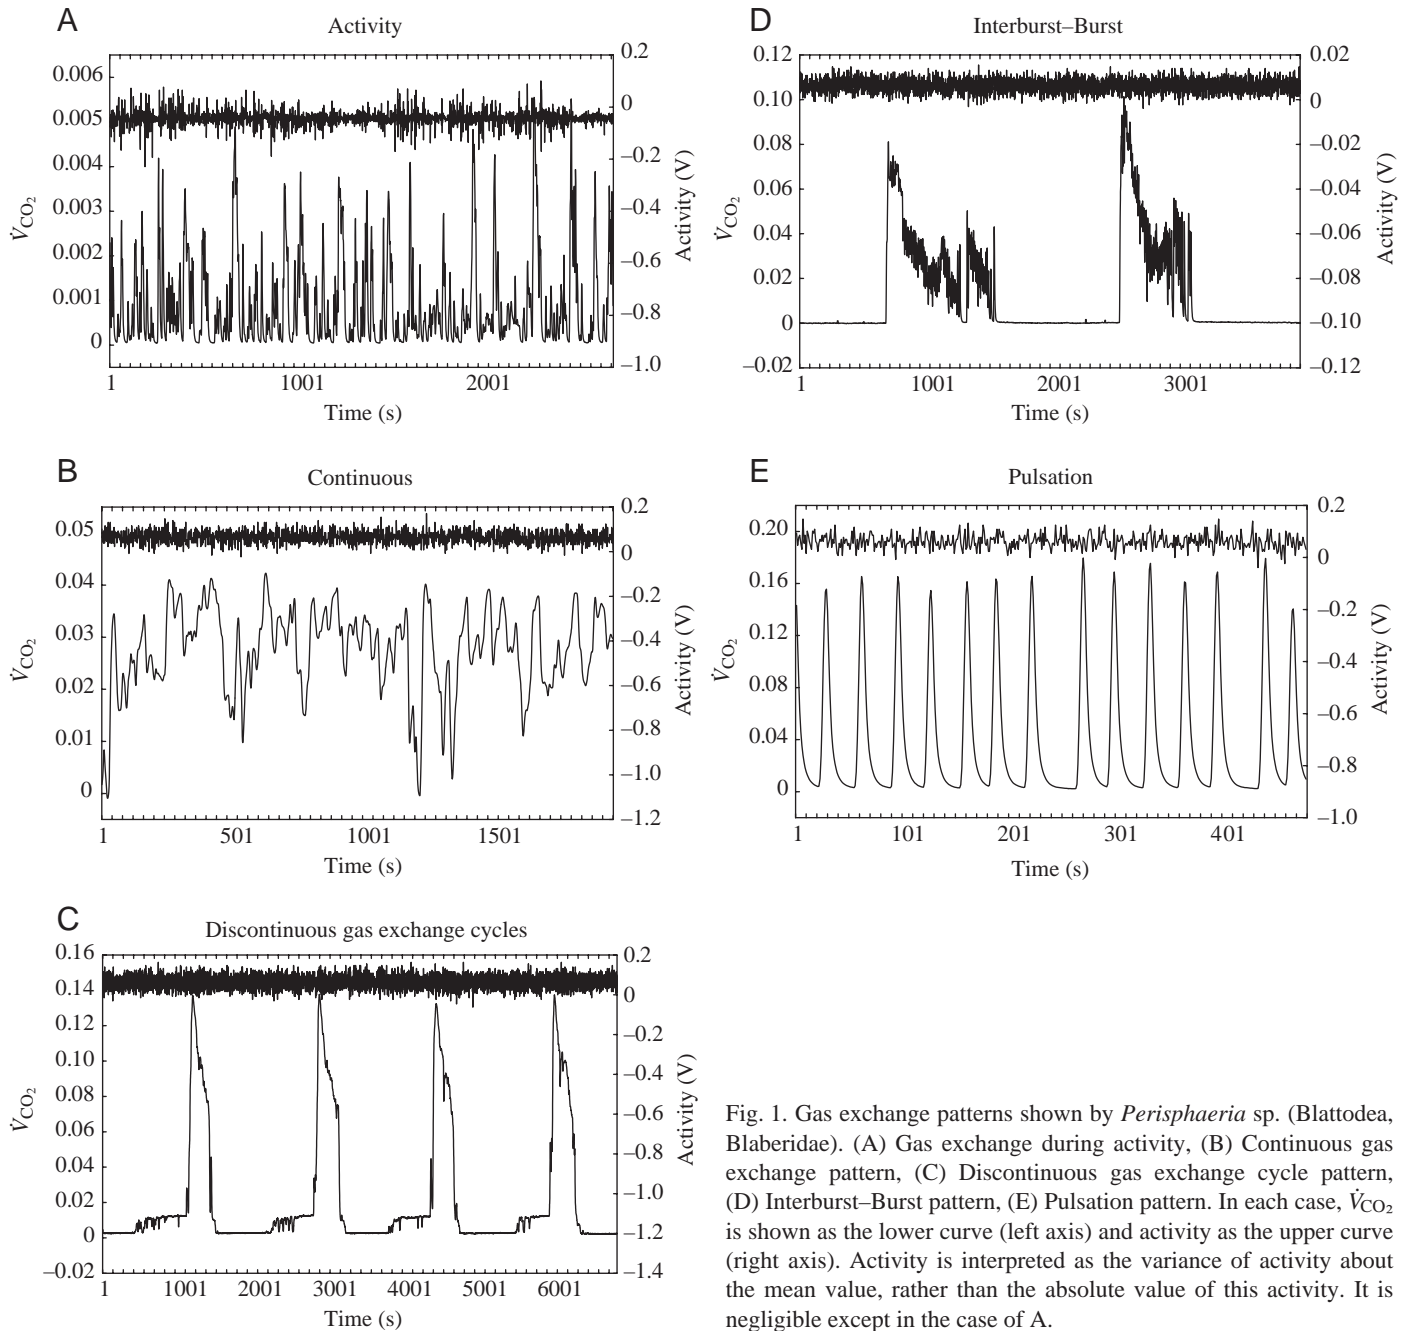 A
Activity
0.006
0.005
0.004
0.003
0.002
0.001
0
0.2
0
–0.2
–0.4
–0.6
–0.8
–1.0
V̇CO2
Activity (V)
1 1001 2001
Time (s)
D
Interburst–Burst
0.12
0.10
0.08
0.06
0.04
0.02
0
–0.02
0.02
0
–0.02
–0.04
–0.06
–0.08
–0.10
–0.12
V̇CO2
Activity (V)
1 1001 2001 3001
Time (s)
B
Continuous
0.05
0.04
0.03
0.02
0.01
0
0.2
0
–0.2
–0.4
–0.6
–0.8
–1.0
–1.2
V̇CO2
Activity (V)
1 501 1001 1501
Time (s)
E
Pulsation
0.20
0.16
0.12
0.08
0.04
0
0.2
0
–0.2
–0.4
–0.6
–0.8
–1.0
V̇CO2
Activity (V)
1 101 201 301 401
Time (s)
C
Discontinuous gas exchange cycles
0.16
0.14
0.12
0.10
0.08
0.06
0.04
0.02
0
–0.02
0.2
0
–0.2
–0.4
–0.6
–0.8
–1.0
–1.2
–1.4
V̇CO2
Activity (V)
1 1001 2001 3001 4001 5001 6001
Time (s)
Fig. 1. Gas exchange patterns shown by Perisphaeria sp. (Blattodea,
Blaberidae). (A) Gas exchange during activity, (B) Continuous gas
exchange pattern, (C) Discontinuous gas exchange cycle pattern,
(D) Interburst–Burst pattern, (E) Pulsation pattern. In each case, V̇CO2
is shown as the lower curve (left axis) and activity as the upper curve
(right axis). Activity is interpreted as the variance of activity about
the mean value, rather than the absolute value of this activity. It is
negligible except in the case of A.